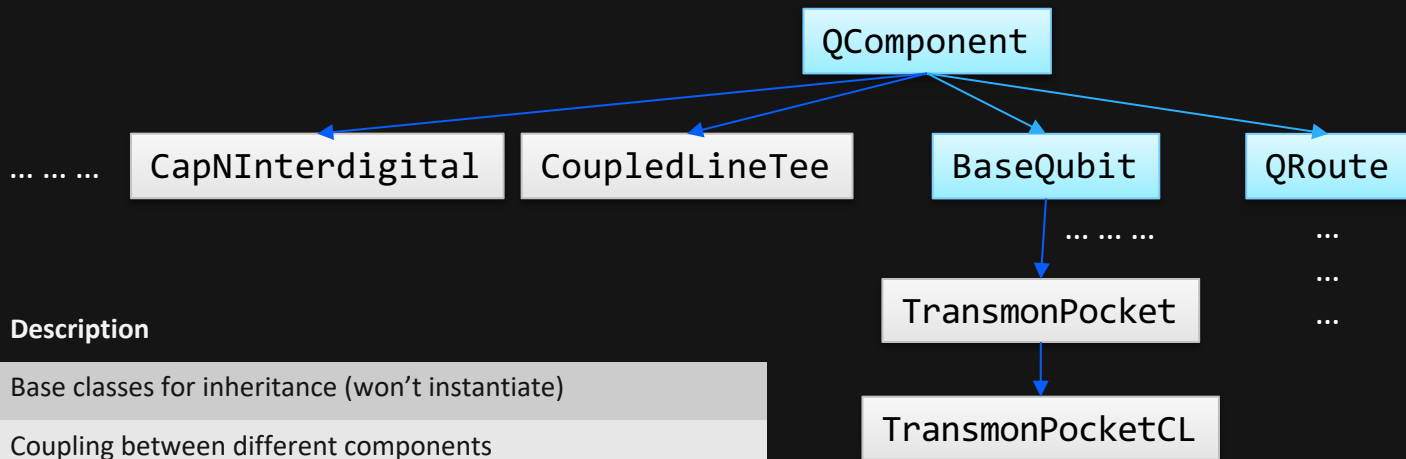 QComponent
... ... ... CapNInterdigital CoupledLineTee BaseQubit QRoute
... ... ... ...
...
TransmonPocket
...
Description
Base classes for inheritance (won’t instantiate)
TransmonPocketCL
Coupling between different components